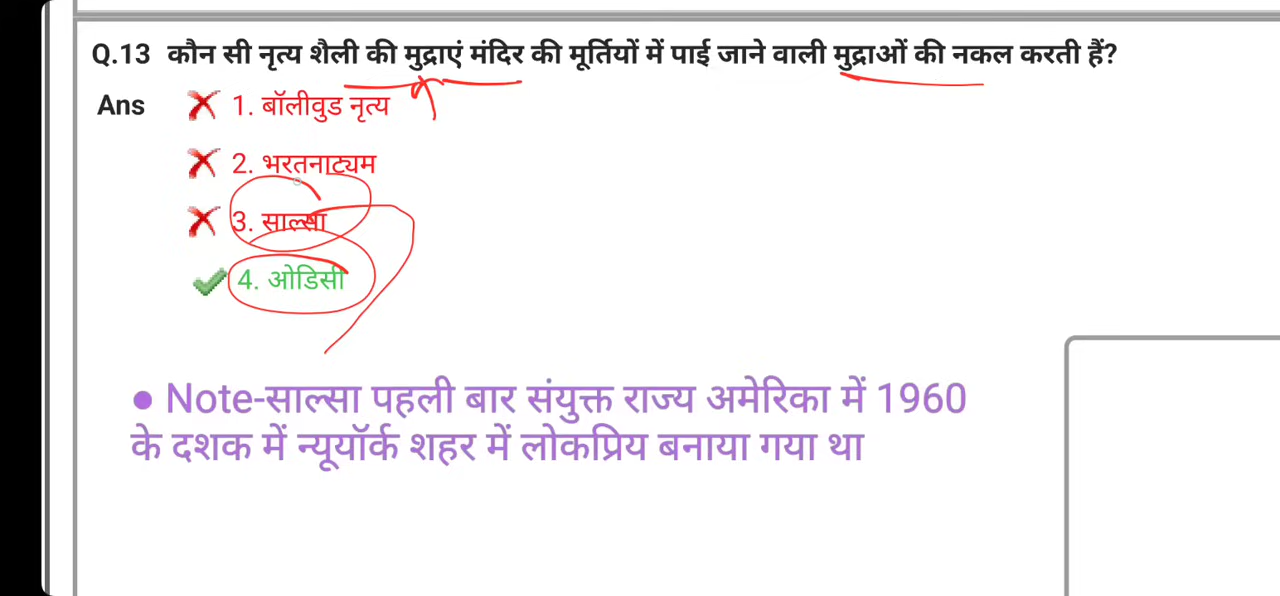 Q.13 कौन सी नृत्य शैली की मुद्राएं मंदिर की मूर्तियों में पाई जाने वाली मुद्राओं की नकल करती हैं?
Ans 1. बॉलीवुड नृत्य
2. भरतनाट्यम
3. साल्सा
4. ओडिसी
● Note-साल्सा पहली बार संयुक्त राज्य अमेरिका में 1960
के दशक में न्यूयॉर्क शहर में लोकप्रिय बनाया गया था